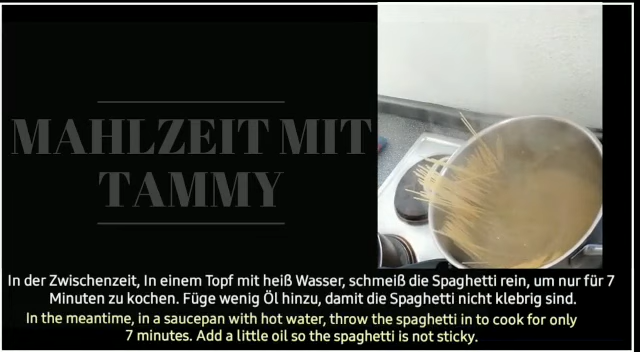 MAHLZEIT MIT
TAMMY
In der Zwischenzeit, In einem Topf mit heiß Wasser, schmeiß die Spaghetti rein, um nur für 7
Minuten zu kochen. Füge wenig Öl hinzu, damit die Spaghetti nicht klebrig sind.
In the meantime, in a saucepan with hot water, throw the spaghetti in to cook for only
7 minutes. Add a little oil so the spaghetti is not sticky.